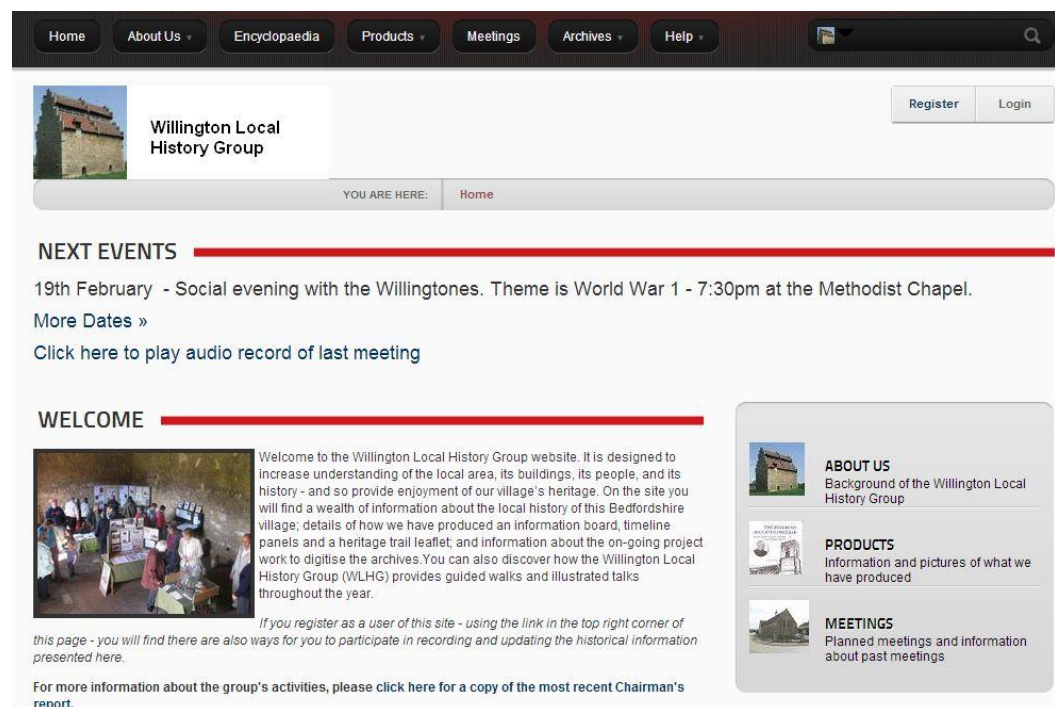 Home About Us Encyclopaedia Products Meetings Archives Help
Willington Local
History Group
Register Login
YOU ARE HERE: Home
NEXT EVENTS
19th February - Social evening with the Willingtones. Theme is World War 1 - 7:30pm at the Methodist Chapel.
More Dates »
Click here to play audio record of last meeting
WELCOME
Welcome to the Willington Local History Group website. It is designed to
increase understanding of the local area, its buildings, its people, and its
history - and so provide enjoyment of our village's heritage. On the site you
will find a wealth of information about the local history of this Bedfordshire
village; details of how we have produced an information board, timeline
panels and a heritage trail leaflet; and information about the on-going project
work to digitise the archives.You can also discover how the Willington Local
History Group (WLHG) provides guided walks and illustrated talks
throughout the year.
If you register as a user of this site - using the link in the top right corner of
this page - you will find there are also ways for you to participate in recording and updating the historical information
presented here.
For more information about the group's activities, please click here for a copy of the most recent Chairman's
report.
ABOUT US
Background of the Willington Local
History Group
PRODUCTS
Information and pictures of what we
have produced
MEETINGS
Planned meetings and information
about past meetings